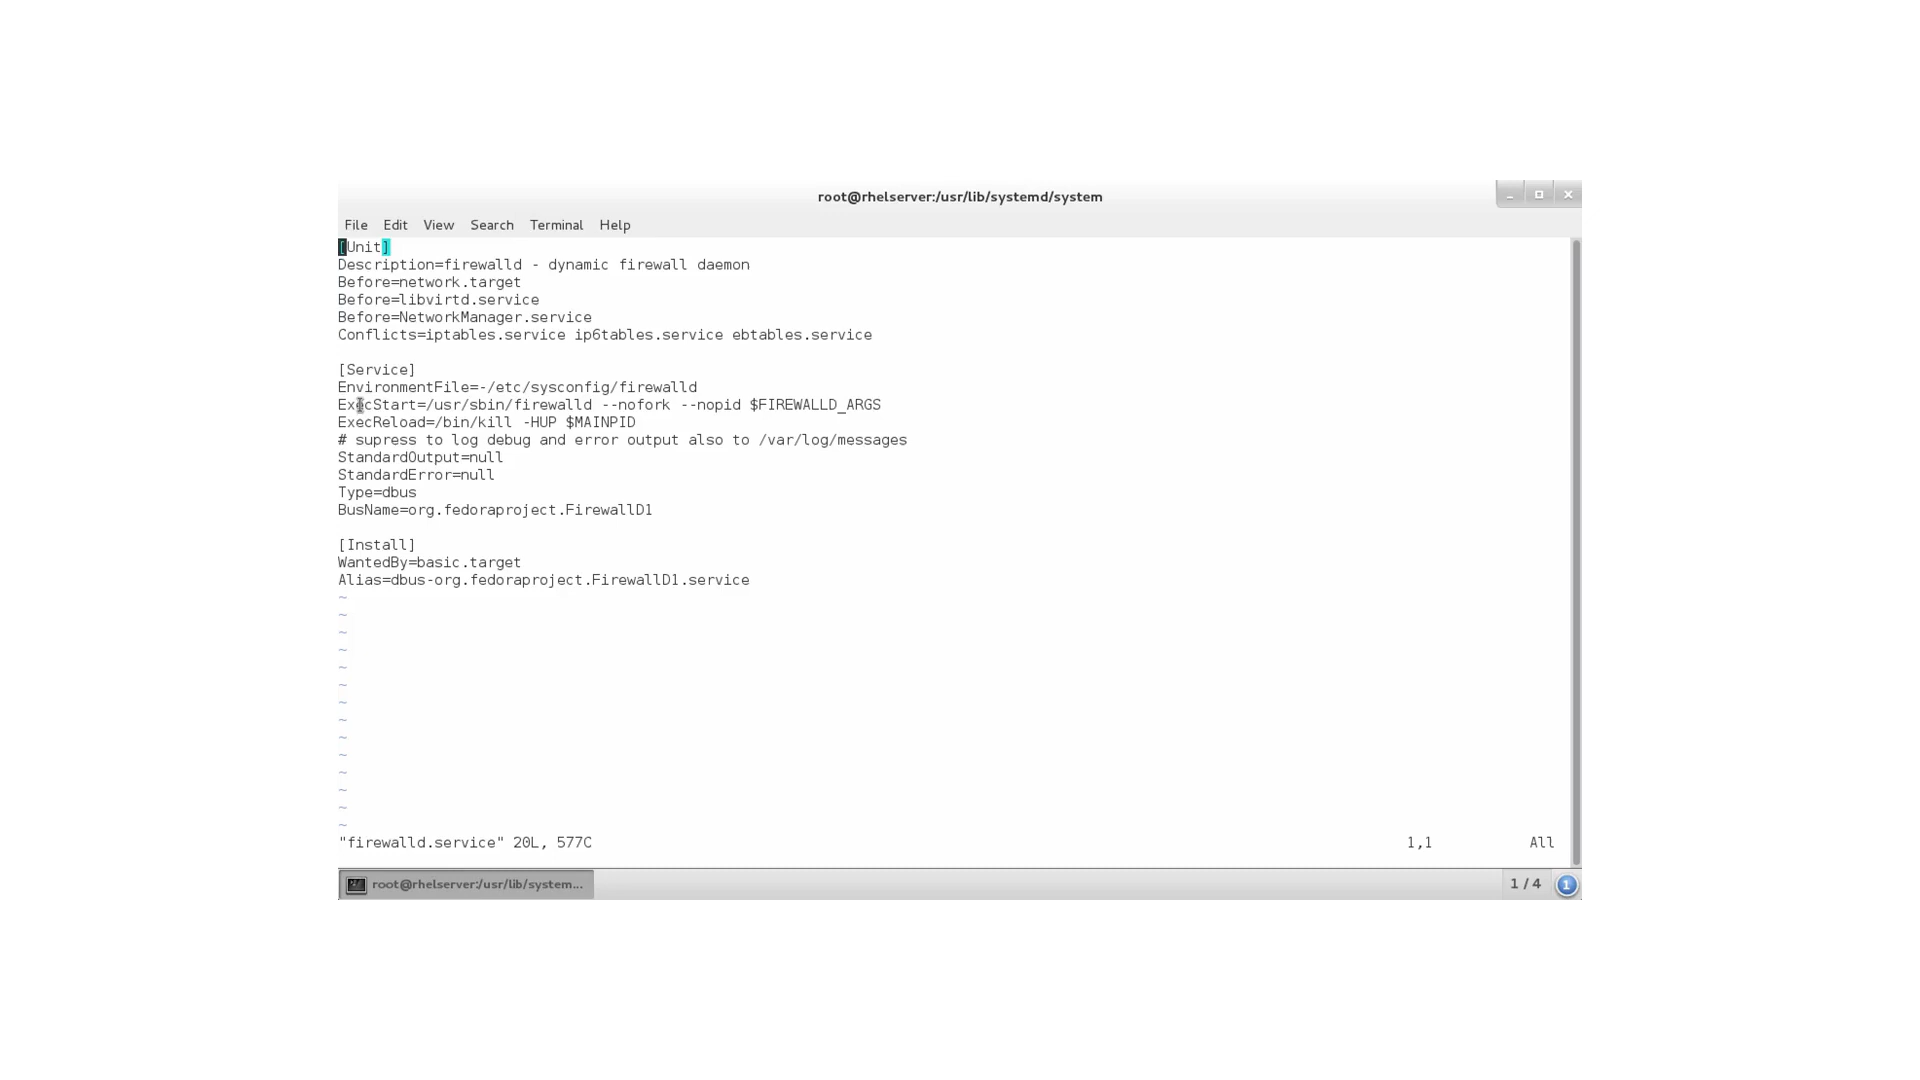 root@rhelserver:/usr/lib/systemd/system
File Edit View Search Terminal Help
[Unit]
Description=firewalld - dynamic firewall daemon
Before=network.target
Before=libvirtd.service
Before=NetworkManager.service
Conflicts=iptables.service ip6tables.service ebtables.service
[Service]
EnvironmentFile=-/etc/sysconfig/firewalld
ExecStart=/usr/sbin/firewalld --nofork --nopid $FIREWALLD_ARGS
ExecReload=/bin/kill -HUP $MAINPID
# supress to log debug and error output also to /var/log/messages
StandardOutput=null
StandardError=null
Type=dbus
BusName=org.fedoraproject.FirewallD1
[Install]
WantedBy=basic.target
Alias=dbus-org.fedoraproject.FirewallD1.service
~
~
~
~
~
~
~
~
~
~
~
~
~
~
"firewalld.service" 20L, 577C 1,1 All
root@rhelserver:/usr/lib/system... 1 / 4 1